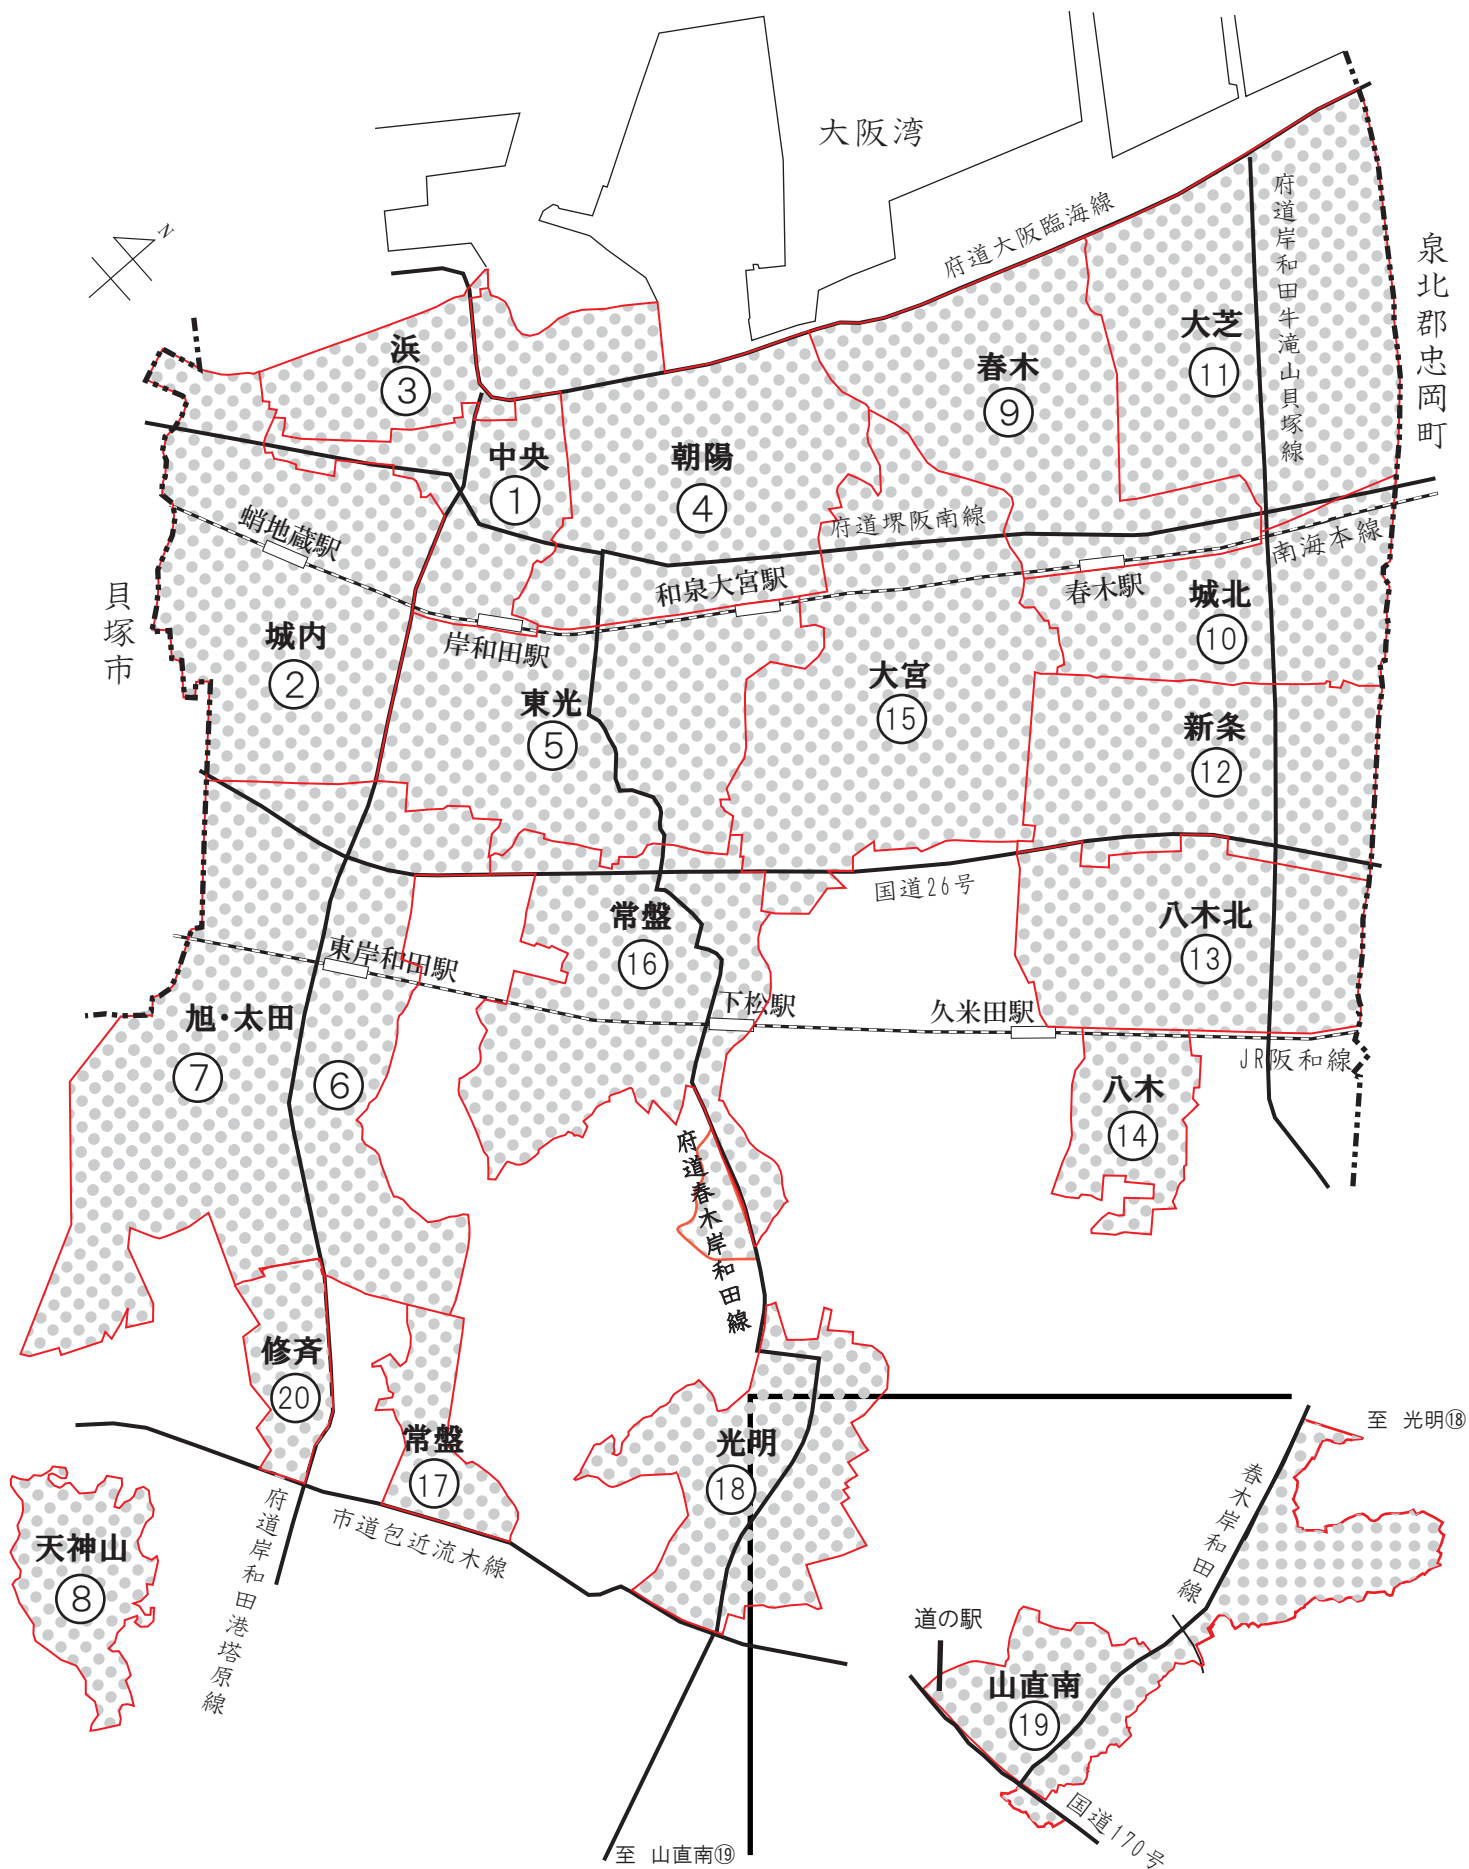 大阪湾
N
府道大阪臨海線
府道岸和田牛滝山貝塚線
泉北郡忠岡町
大芝
11
春木
9
浜
3
中央
1
朝陽
4
府道堺阪南線
蛸地蔵駅
南海本線
和泉大宮駅
春木駅
貝塚市
城内
2
岸和田駅
城北
10
東光
5
大宮
15
新条
12
国道26号
常盤
16
八木北
13
東岸和田駅
下松駅
久米田駅
旭・太田
7
6
JR阪和線
八木
14
府道春木岸和田線
修斉
20
常盤
17
光明
18
至 光明⑱
春木岸和田線
天神山
8
府道岸和田港塔原線
市道包近流木線
道の駅
山直南
19
国道170号
至 山直南⑲